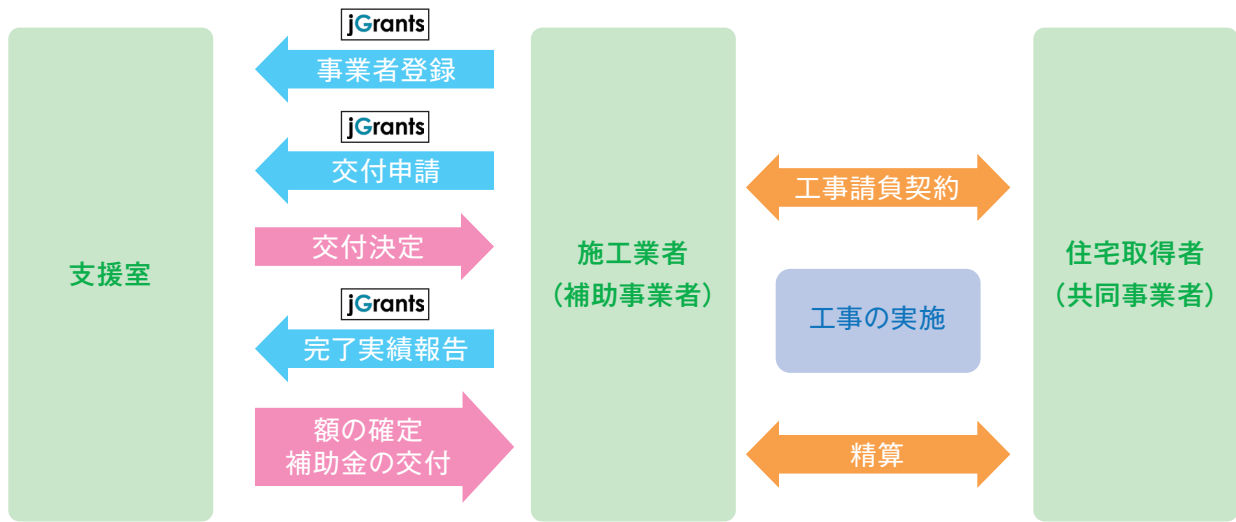 支援室
jGrants
事業者登録
jGrants
交付申請
交付決定
jGrants
完了実績報告
額の確定
補助金の交付
施工業者
（補助事業者）
工事請負契約
工事の実施
精算
住宅取得者
（共同事業者）